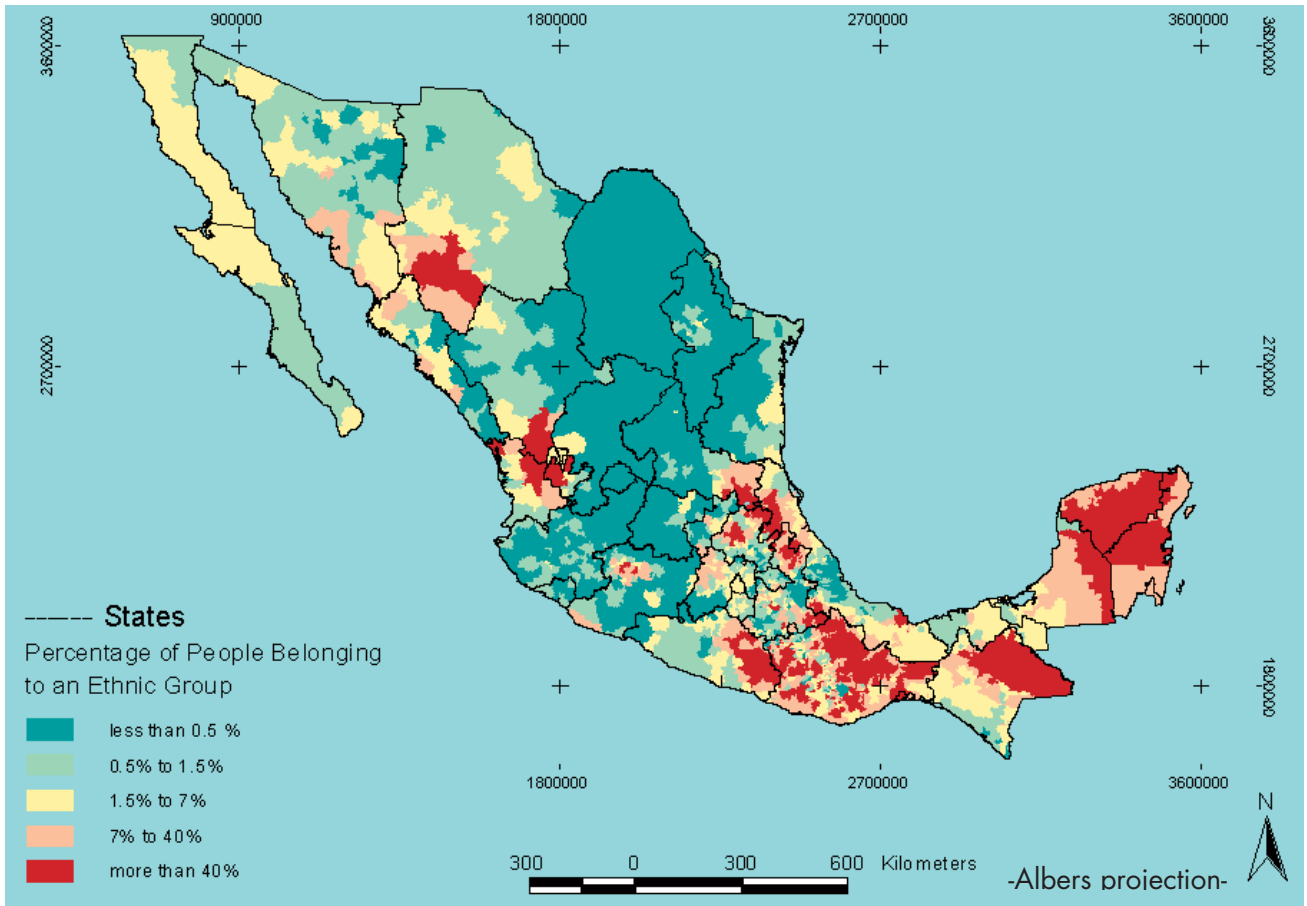 900000 1800000 2700000 3600000
3600000 3600000
2700000 2700000
1800000 1800000
------ States
Percentage of People Belonging
to an Ethnic Group
less than 0.5 %
0.5% to 1.5%
1.5% to 7%
7% to 40%
more than 40%
1800000 2700000 3600000
N
300 0 300 600 Kilometers
-Albers projection-